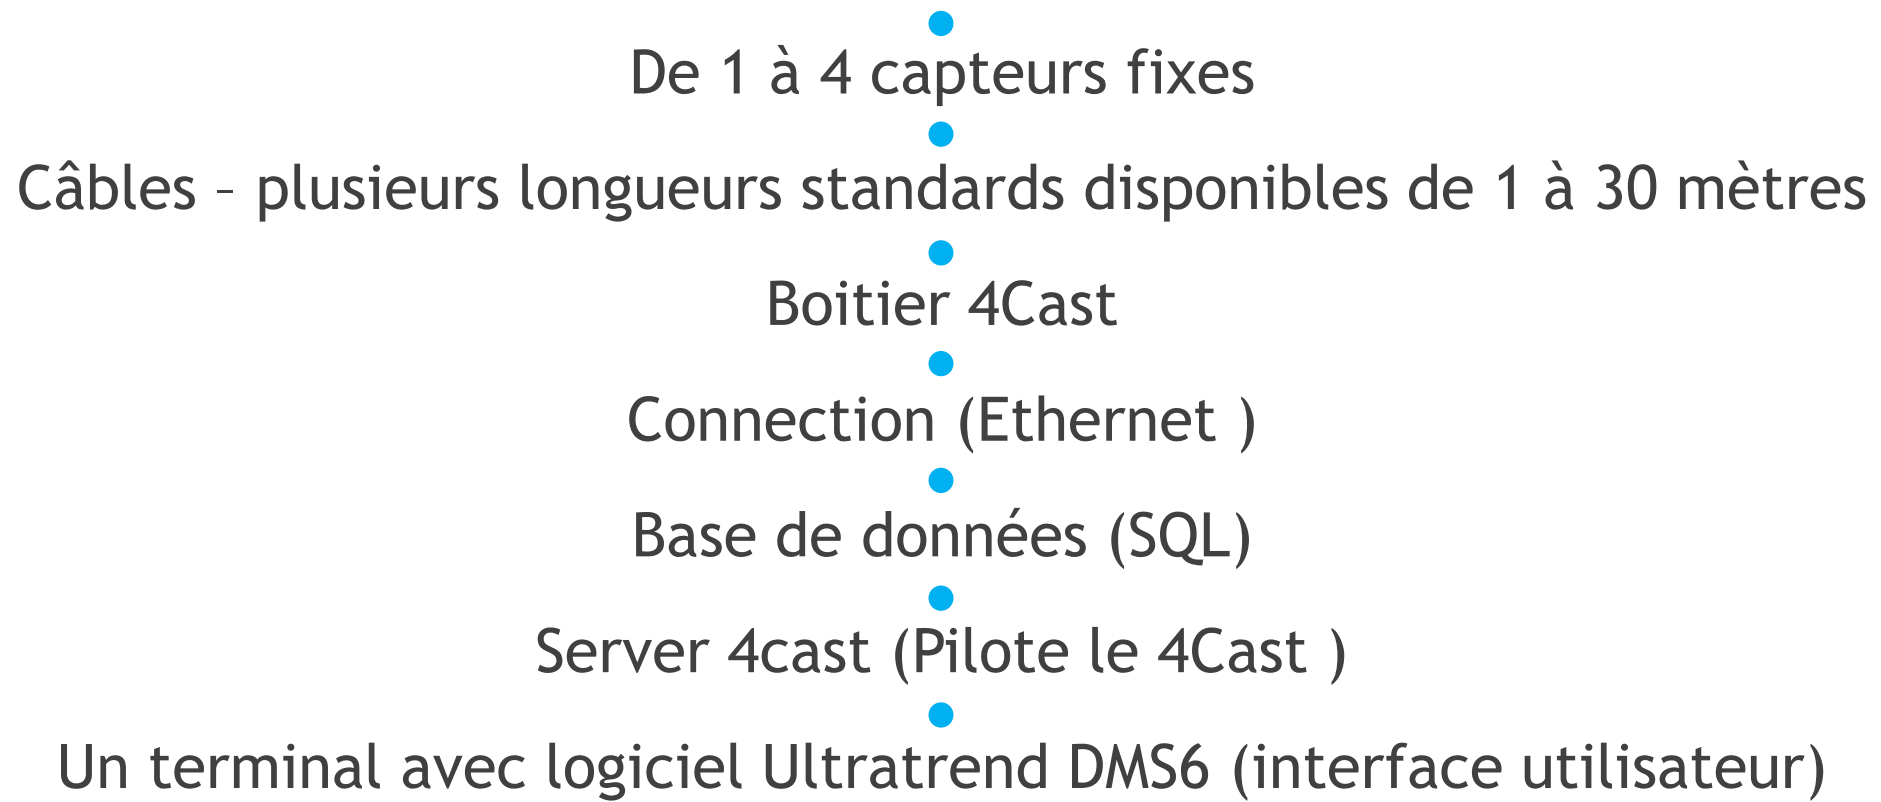 De 1 à 4 capteurs fixes
Câbles – plusieurs longueurs standards disponibles de 1 à 30 mètres
Boitier 4Cast
Connection (Ethernet )
Base de données (SQL)
Server 4cast (Pilote le 4Cast )
Un terminal avec logiciel Ultratrend DMS6 (interface utilisateur)